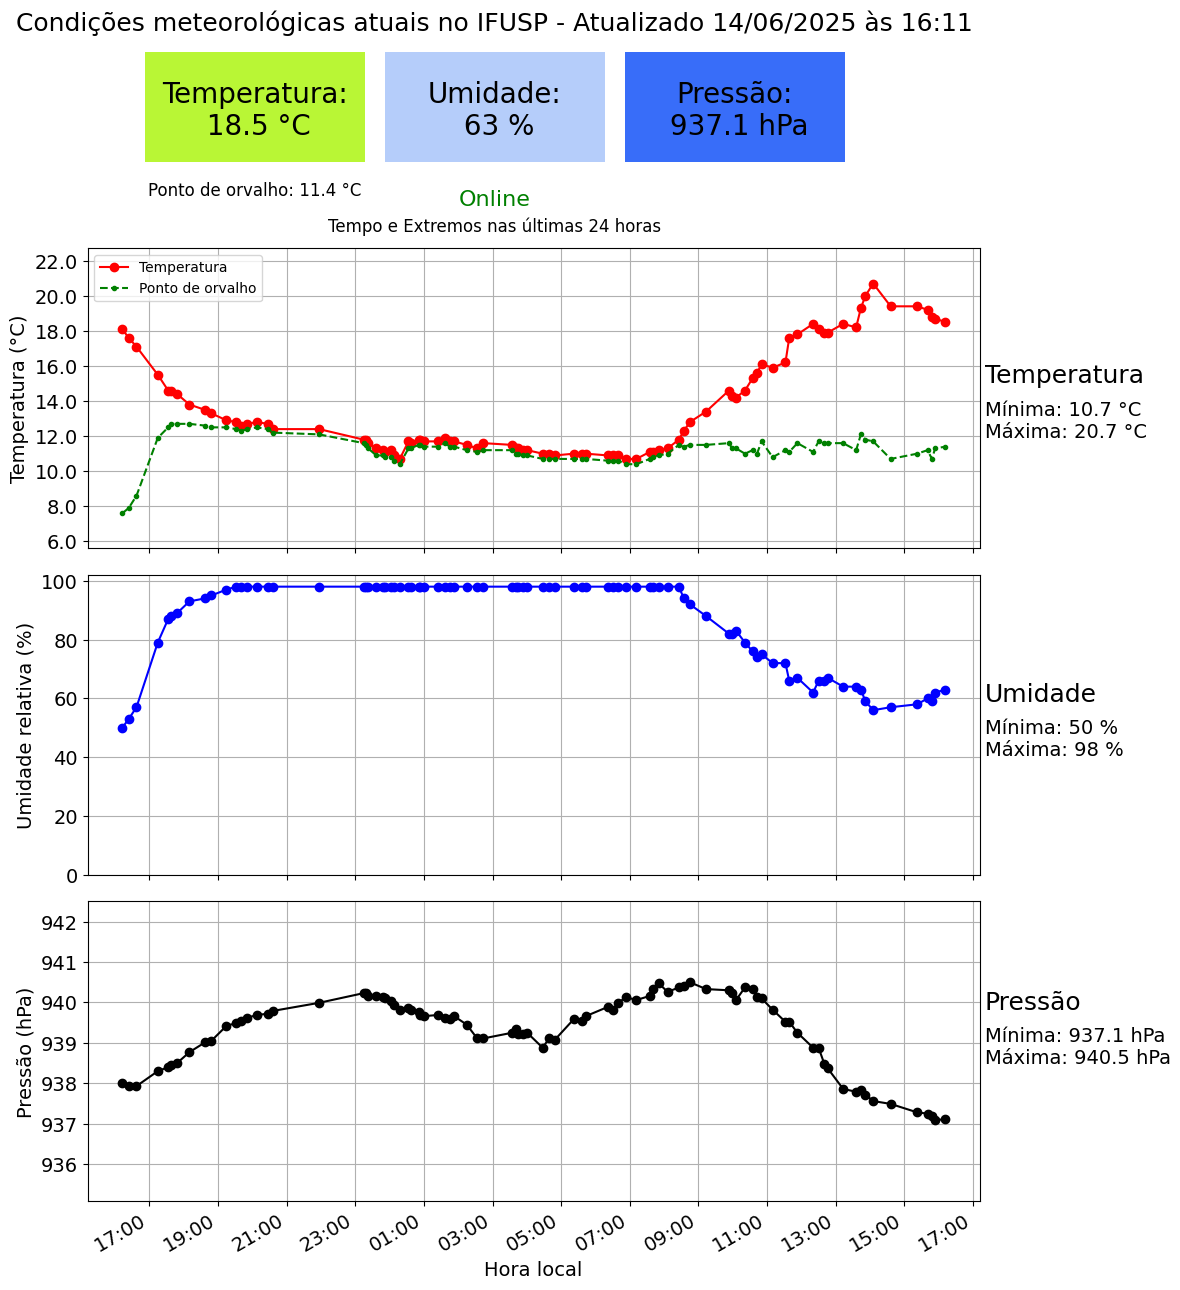 Condições meteorológicas atuais no IFUSP - Atualizado 14/06/2025 às 16:11
Temperatura:
18.5 °C
Umidade:
63 %
Pressão:
937.1 hPa
Ponto de orvalho: 11.4 °C
Online
Tempo e Extremos nas últimas 24 horas
Temperatura
Ponto de orvalho
Temperatura (°C)
22.0
20.0
18.0
16.0
14.0
12.0
10.0
8.0
6.0
Temperatura
Mínima: 10.7 °C
Máxima: 20.7 °C
Umidade relativa (%)
100
80
60
40
20
0
Umidade
Mínima: 50 %
Máxima: 98 %
Pressão (hPa)
942
941
940
939
938
937
936
Pressão
Mínima: 937.1 hPa
Máxima: 940.5 hPa
17:00 19:00 21:00 23:00 01:00 03:00 05:00 07:00 09:00 11:00 13:00 15:00 17:00
Hora local